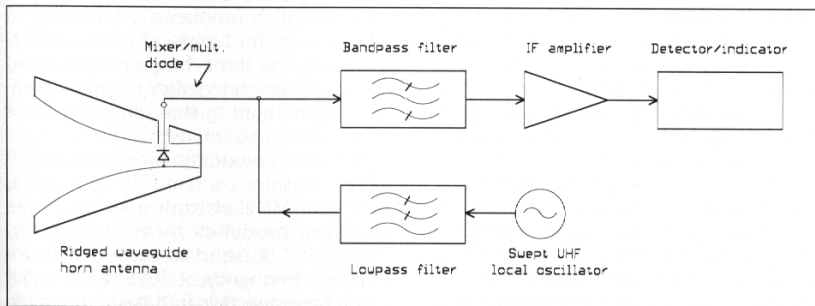 Mixer/mult.
diode
Bandpass filter
IF amplifier
Detector/indicator
Ridged waveguide
horn antenna
Lowpass filter
Swept UHF
local oscillator